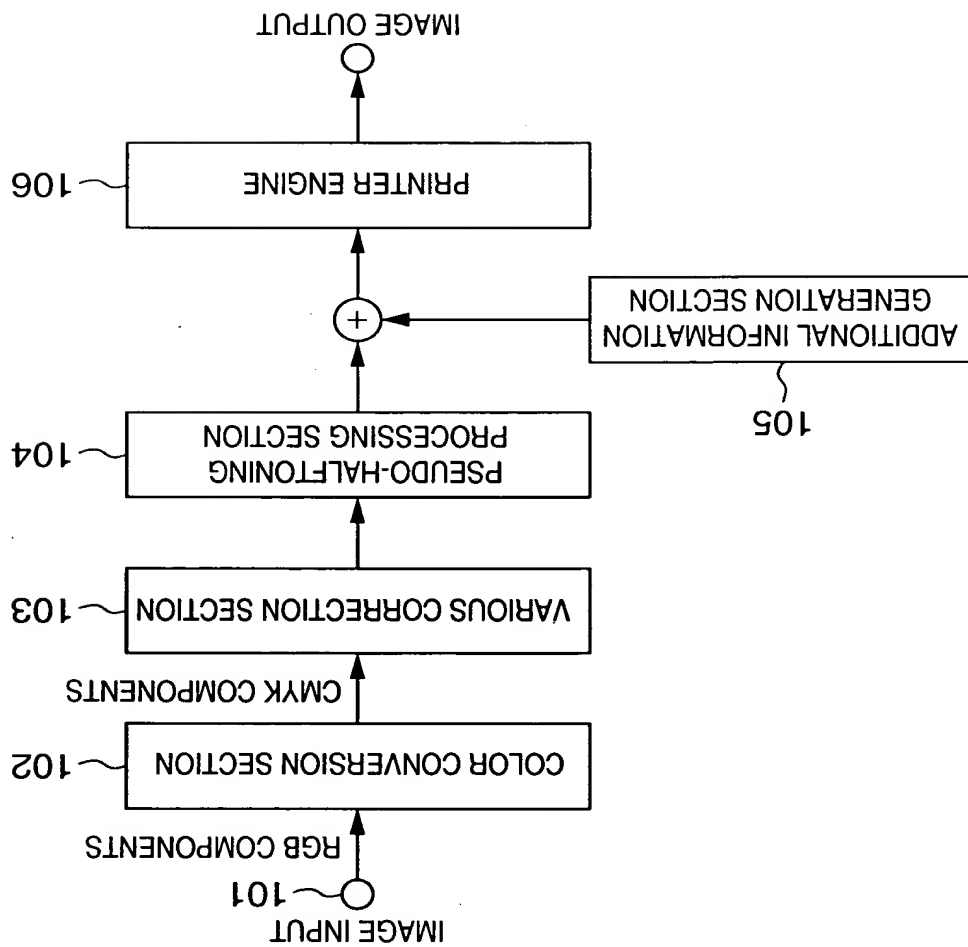 IMAGE INPUT
101
RGB COMPONENTS
COLOR CONVERSION SECTION
102
CMYK COMPONENTS
VARIOUS CORRECTION SECTION
103
PSEUDO-HALFTONING
PROCESSING SECTION
104
105
ADDITIONAL INFORMATION
GENERATION SECTION
+
PRINTER ENGINE
106
IMAGE OUTPUT